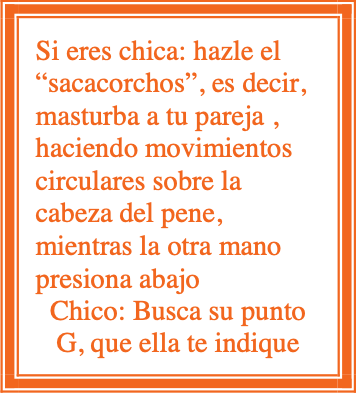 Si eres chica: hazle el
“sacacorchos”, es decir,
masturba a tu pareja ,
haciendo movimientos
circulares sobre la
cabeza del pene,
mientras la otra mano
presiona abajo
Chico: Busca su punto
G, que ella te indique